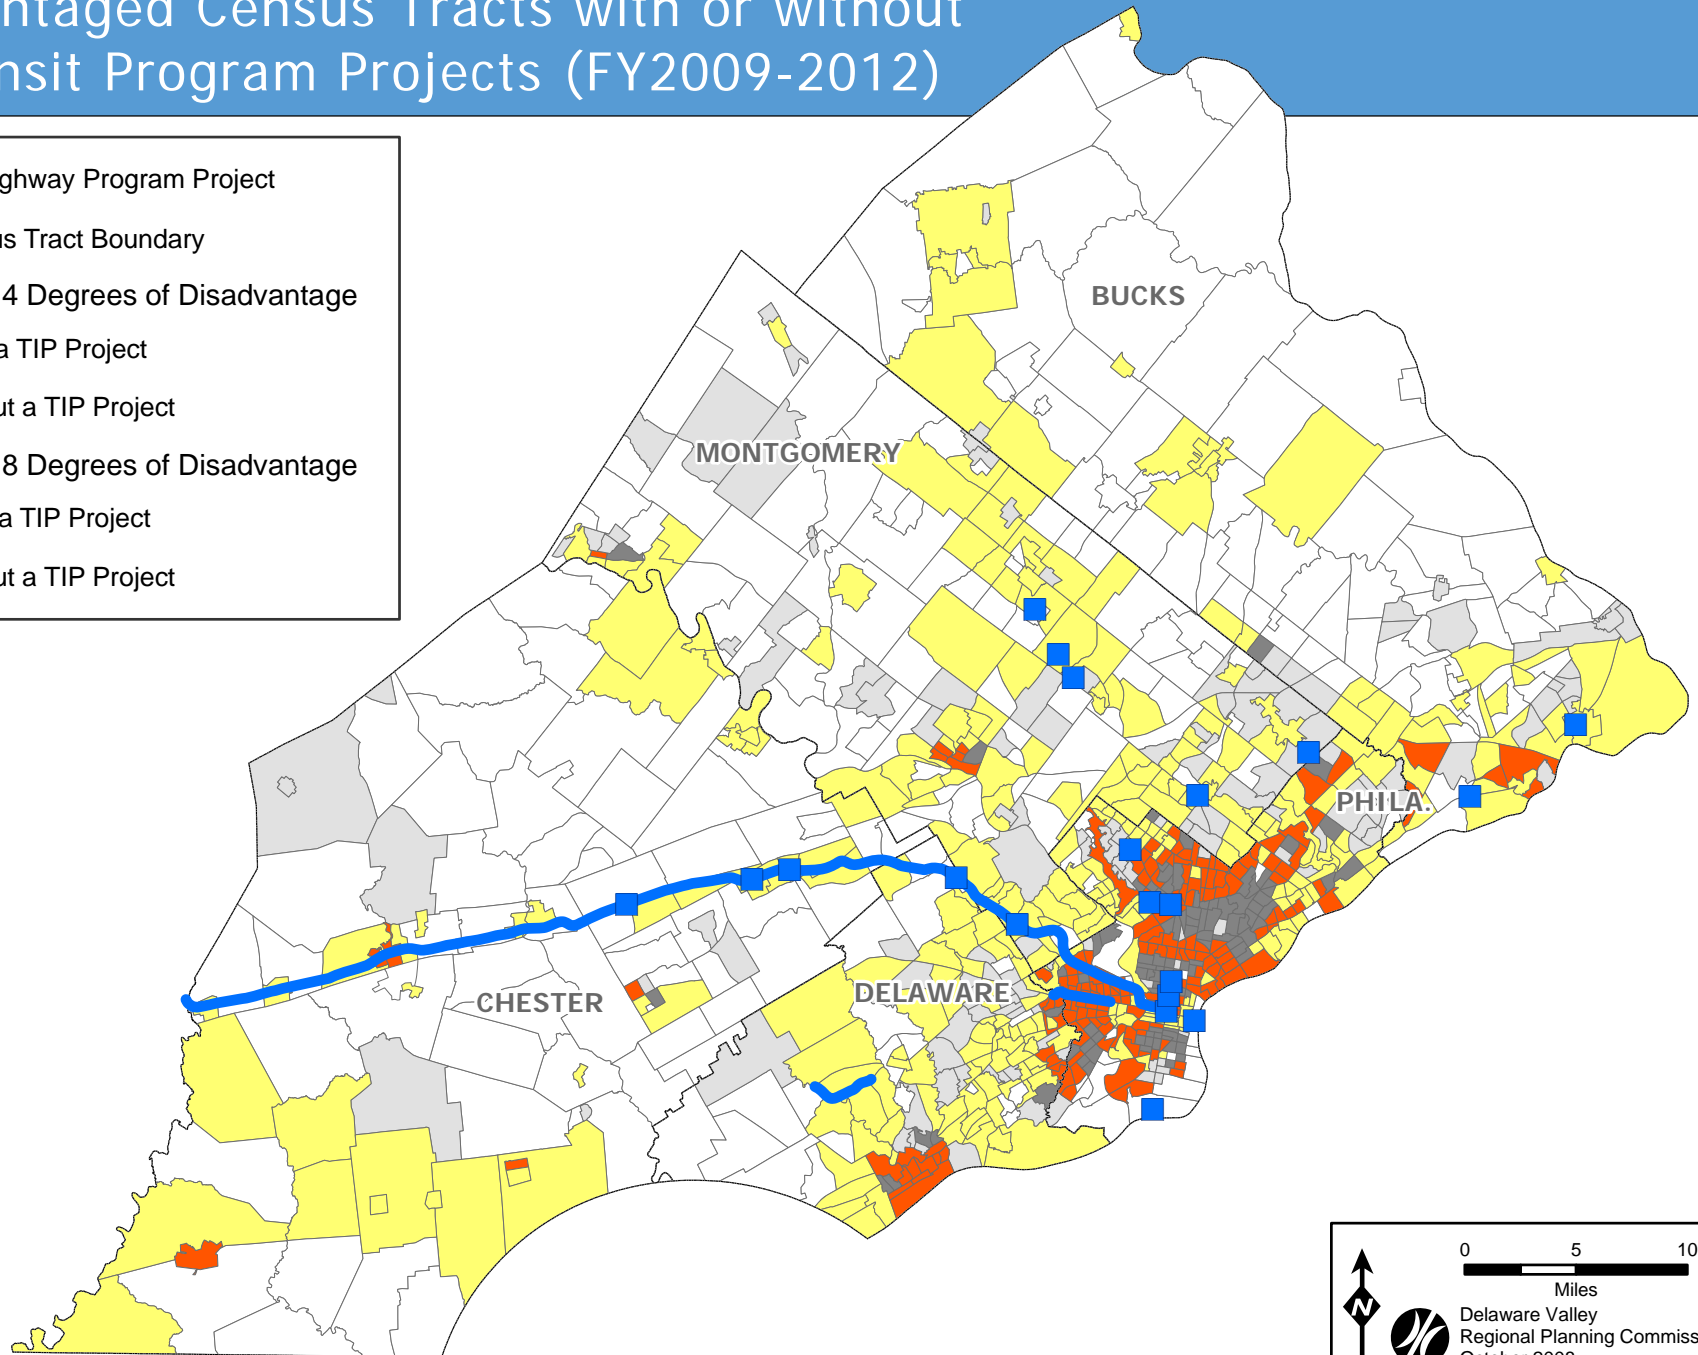 ntaged Census Tracts with or without
nsit Program Projects (FY2009-2012)
ghway Program Project
us Tract Boundary
4 Degrees of Disadvantage
a TIP Project
ut a TIP Project
8 Degrees of Disadvantage
a TIP Project
ut a TIP Project
BUCKS
MONTGOMERY
PHILA.
DELAWARE
CHESTER
0 5 10
Miles
N
Delaware Valley
Regional Planning Commiss
October 2008